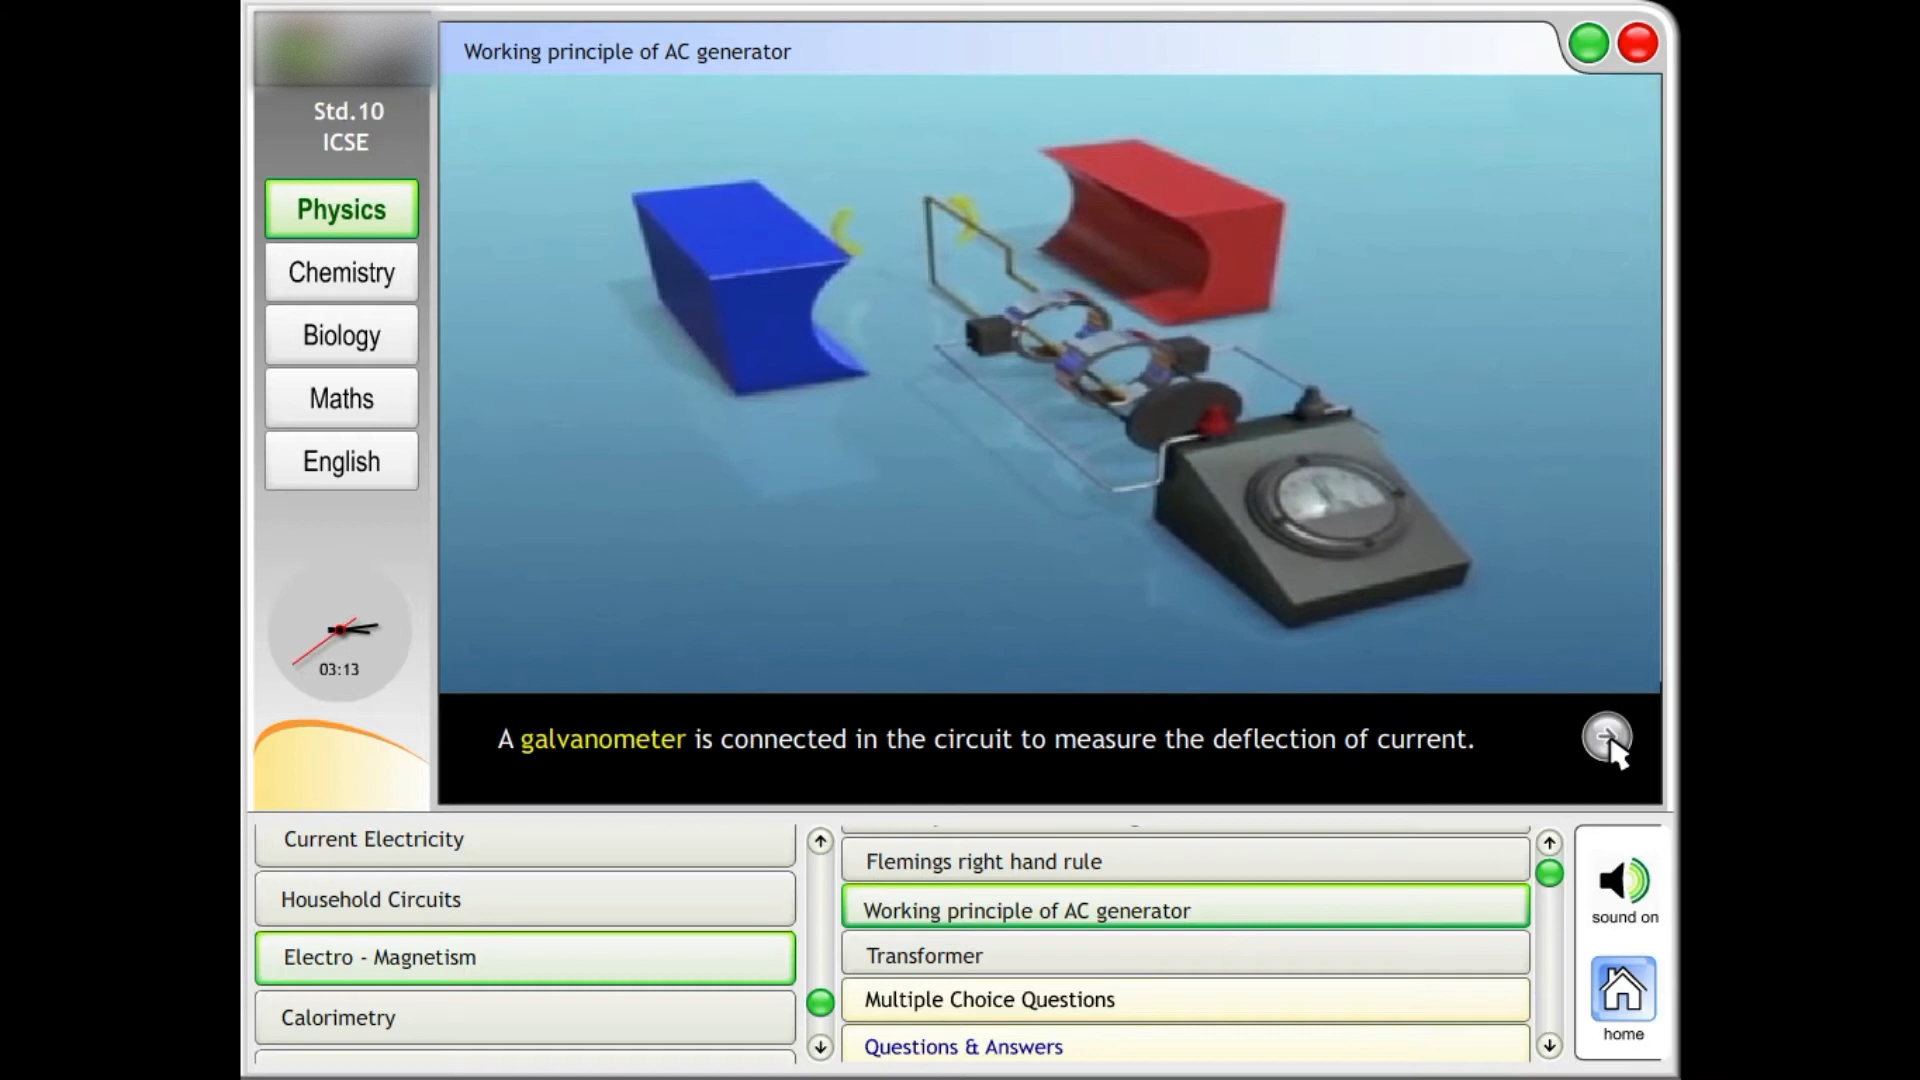 Working principle of AC generator
Std.10
ICSE
Physics
Chemistry
Biology
Maths
English
03:13
A galvanometer is connected in the circuit to measure the deflection of current.
Current Electricity
Household Circuits
Electro - Magnetism
Calorimetry
Flemings right hand rule
Working principle of AC generator
Transformer
Multiple Choice Questions
Questions & Answers
sound on
home